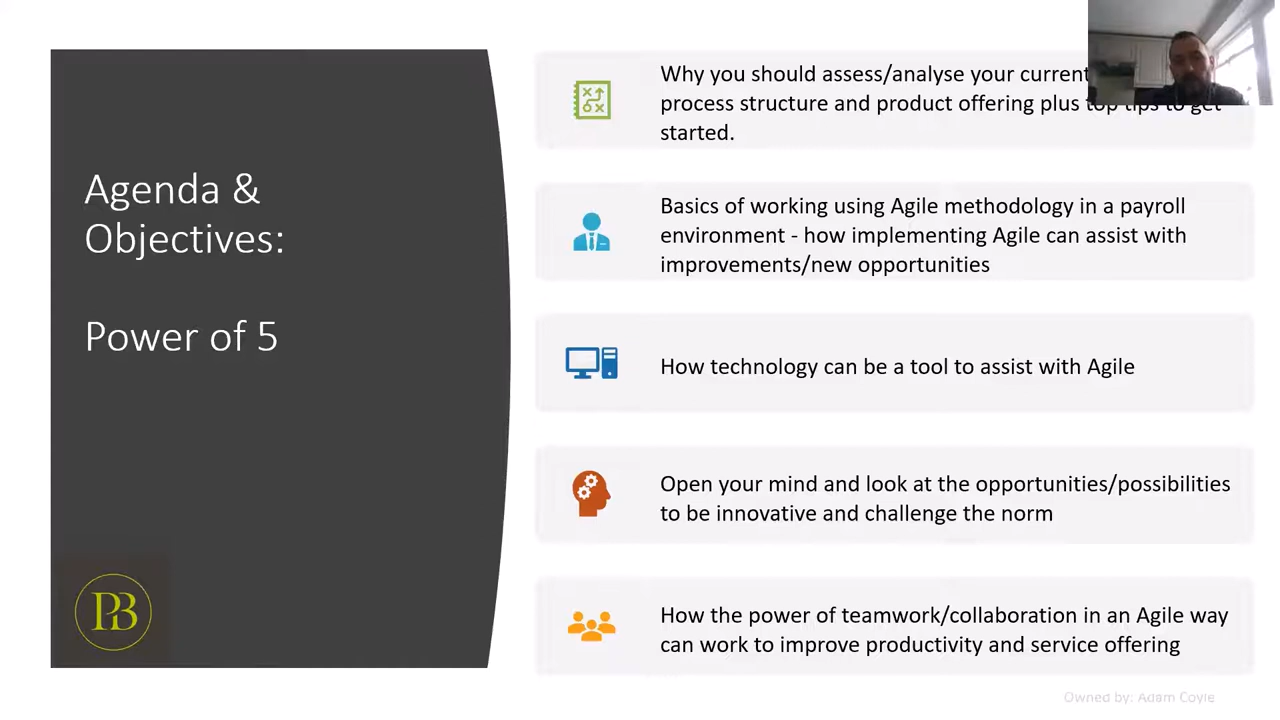 Agenda &
Objectives:
Power of 5
PB
Why you should assess/analyse your current
process structure and product offering plus top tips to get
started.
Basics of working using Agile methodology in a payroll
environment - how implementing Agile can assist with
improvements/new opportunities
How technology can be a tool to assist with Agile
Open your mind and look at the opportunities/possibilities
to be innovative and challenge the norm
How the power of teamwork/collaboration in an Agile way
can work to improve productivity and service offering
Owned by: Adam Coyle